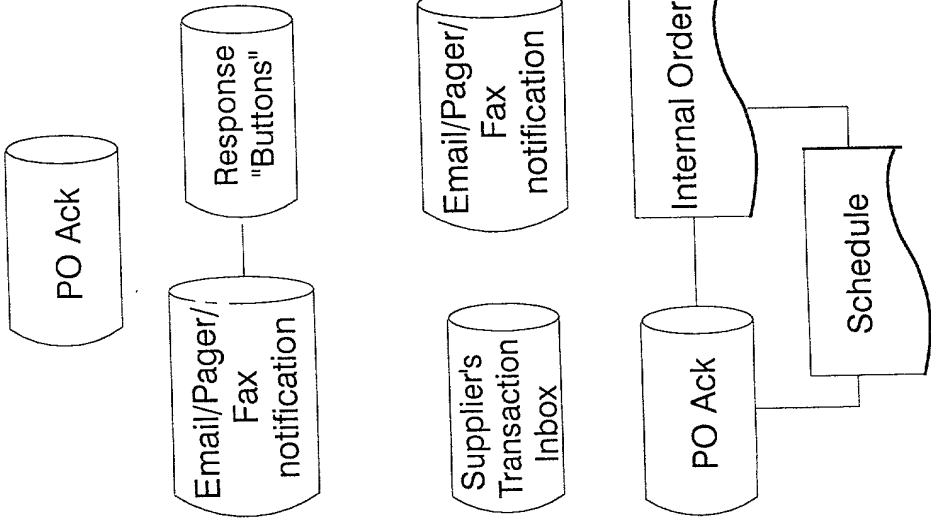 PO Ack
Email/Pager/
Fax
notification
Response
"Buttons"
Supplier's
Transaction
Inbox
Email/Pager/
Fax
notification
PO Ack
Internal Order
Schedule